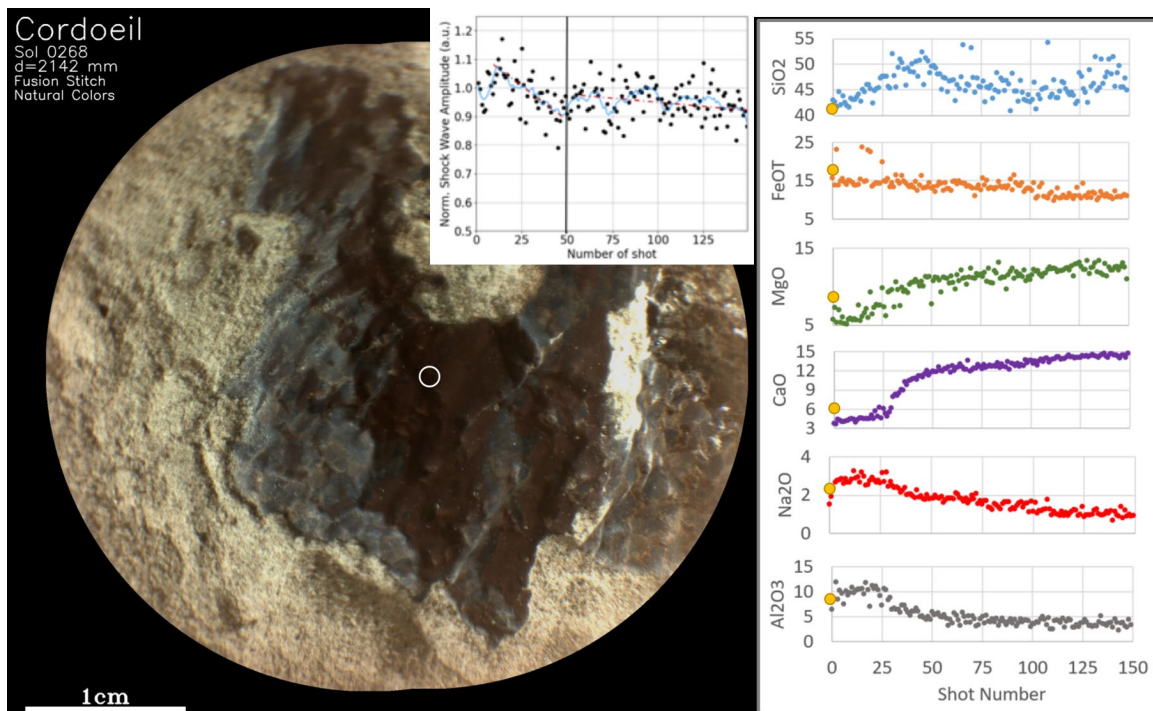 Cordoeil
Sol 0268
d=2142 mm
Fusion Stitch
Natural Colors
1cm
Norm. Shock Wave Amplitude (a.u.)
1.2
1.1
1.0
0.9
0.8
0.7
0.6
0.5
0 25 50 75 100 125
Number of shot
SiO2
55
50
45
40
FeOT
25
15
5
MgO
15
5
CaO
15
12
9
6
3
Na2O
4
2
0
Al2O3
15
10
5
0
0 25 50 75 100 125 150
Shot Number